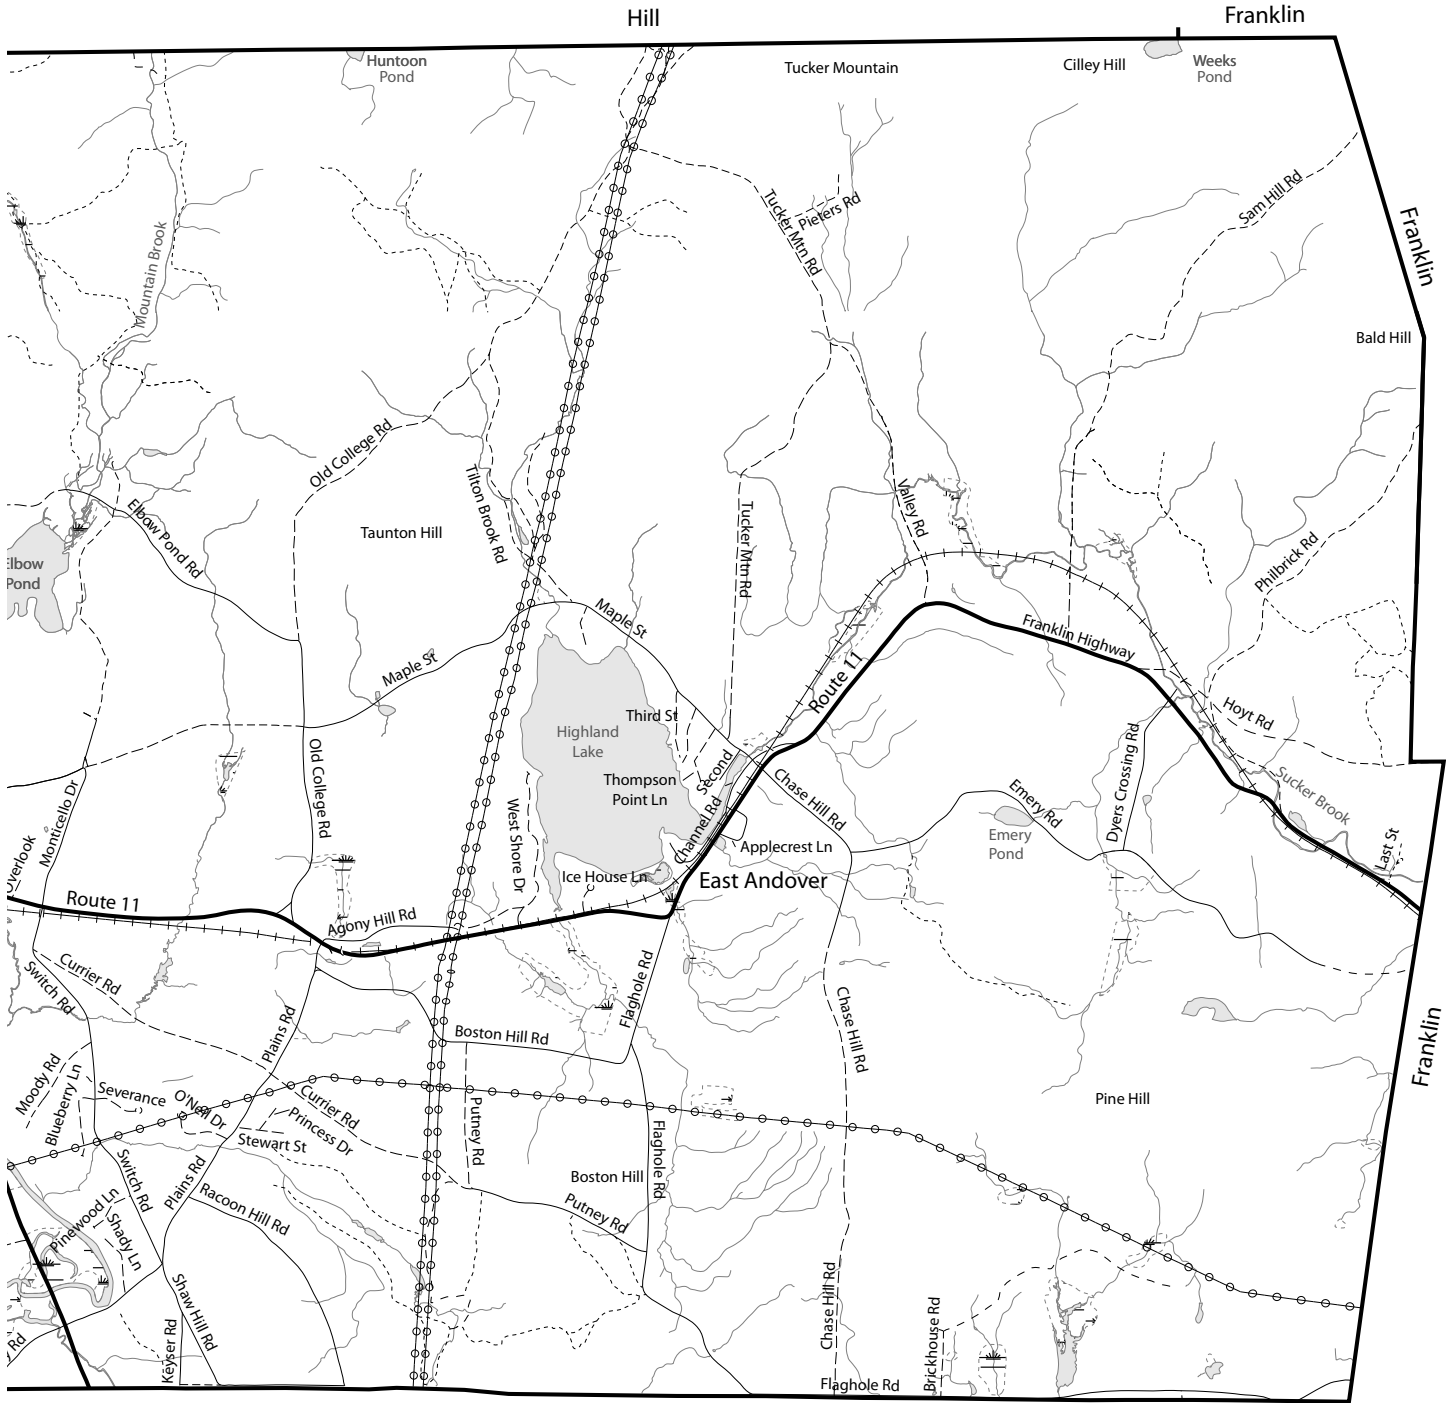 Hill
Franklin
Huntoon
Pond
Tucker Mountain
Cilley Hill
Weeks
Pond
Mountain Brook
Tucker Mtn Rd
Pieters Rd
Sam Hill Rd
Franklin
Bald Hill
Old College Rd
Elbow Pond Rd
Taunton Hill
Tilton Brook Rd
Tucker Mtn Rd
Valley Rd
Philbrick Rd
Elbow
Pond
Maple St
Franklin Highway
Maple St
Route 11
Third St
Highland
Lake
Hoyt Rd
Old College Rd
Second
Thompson
Point Ln
Chase Hill Rd
Emery Rd
Dyers Crossing Rd
Sucker Brook
Monticello Dr
Overlook
West Shore Dr
Channel Rd
Applecrest Ln
Emery
Pond
Last St
Ice House Ln
East Andover
Route 11
Agony Hill Rd
Currier Rd
Switch Rd
Flaghole Rd
Chase Hill Rd
Plains Rd
Boston Hill Rd
Franklin
Moody Rd
Blueberry Ln
Severance
O'Neil Dr
Currier Rd
Princess Dr
Stewart St
Putney Rd
Pine Hill
Flaghole Rd
Switch Rd
Plains Rd
Boston Hill
Racoon Hill Rd
Putney Rd
Pinewood Ln
Shady Ln
Shaw Hill Rd
Keyser Rd
Chase Hill Rd
Brickhouse Rd
Flaghole Rd
Rd